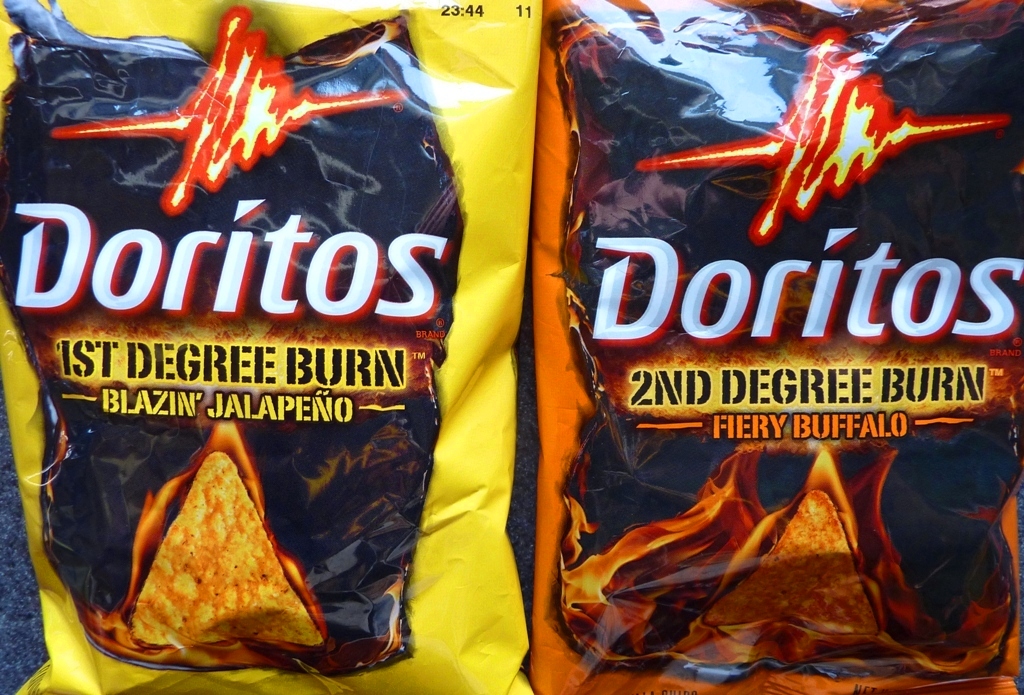 23:44 11
Doritos
BRAND
1ST DEGREE BURN™
BLAZIN' JALAPEÑO
Doritos
BRAND
2ND DEGREE BURN™
FIERY BUFFALO